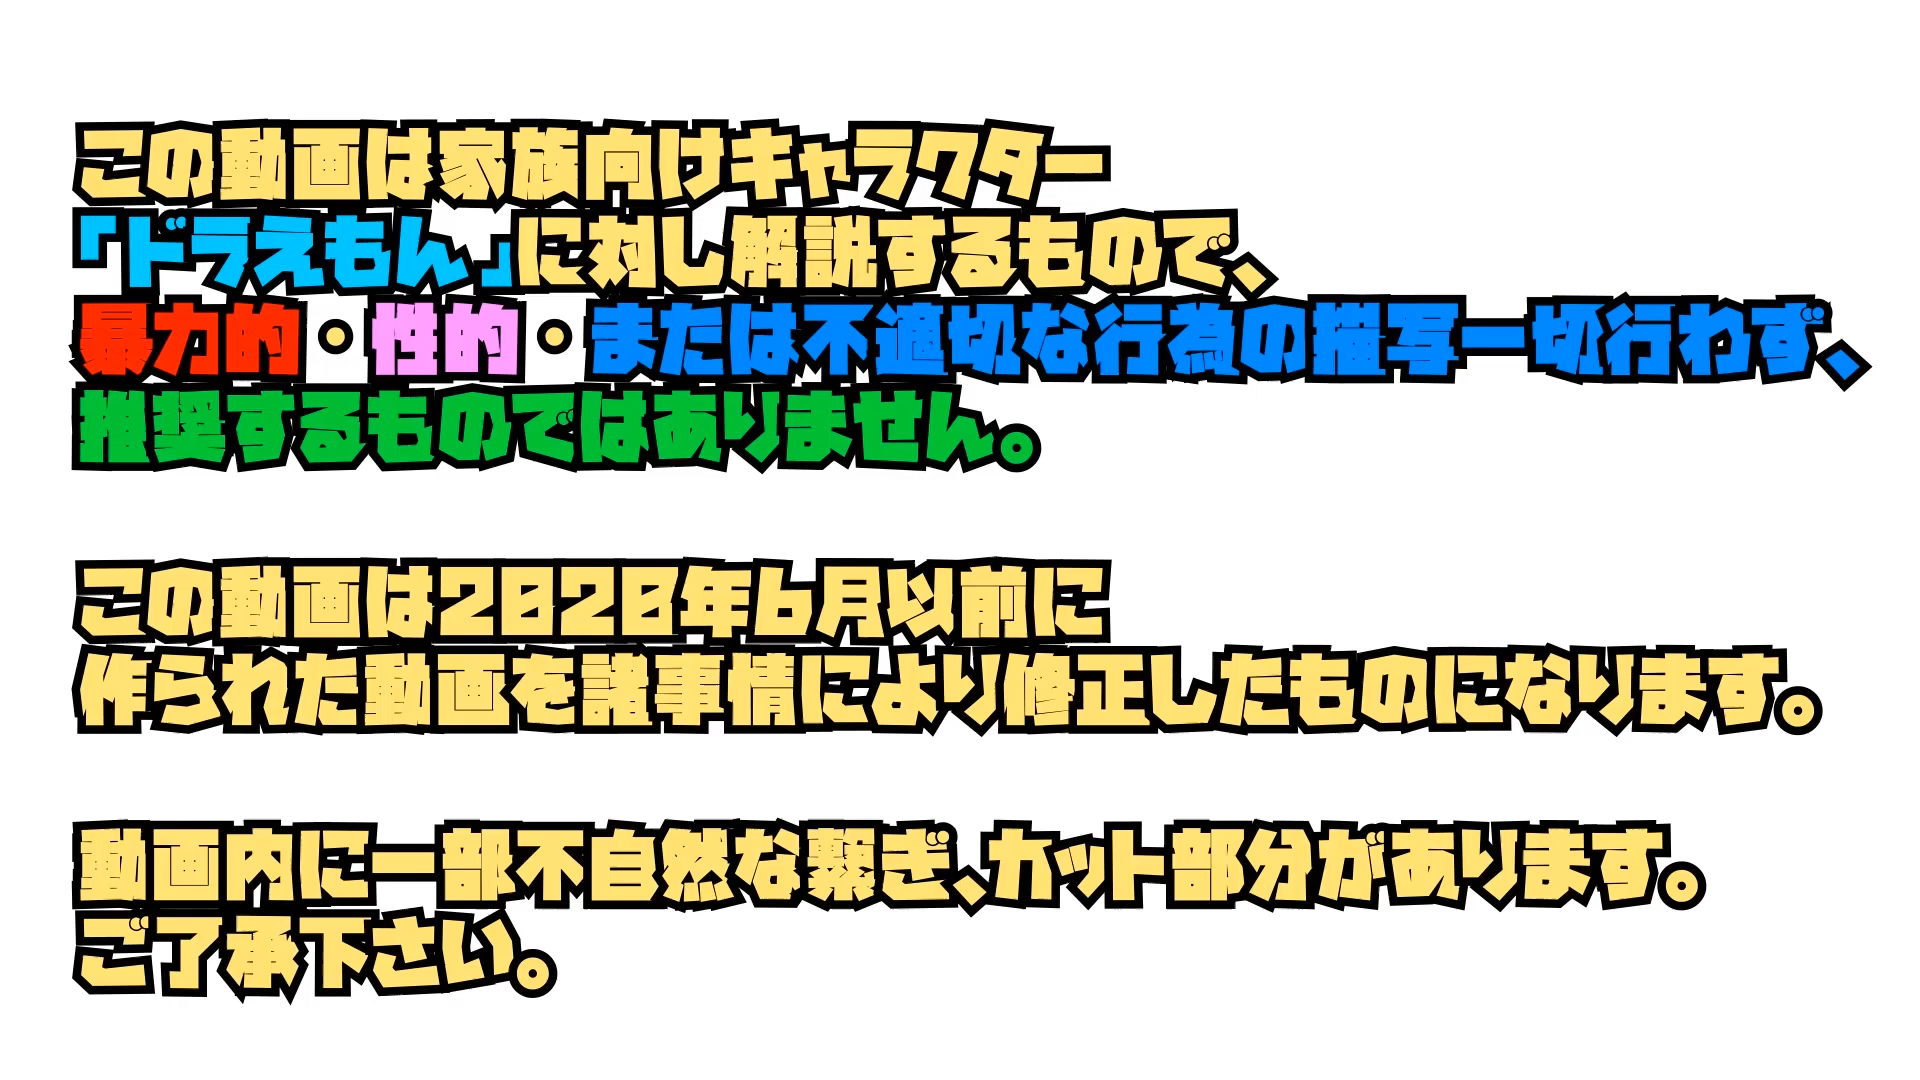 この動画は家族向けキャラクター
「ドラえもん」に対し解説するもので、
暴力的・性的・または不適切な行為の描写一切行わず、
推奨するものではありません。
この動画は2020年6月以前に
作られた動画を諸事情により修正したものになります。
動画内に一部不自然な繋ぎ、カット部分があります。
ご了承下さい。